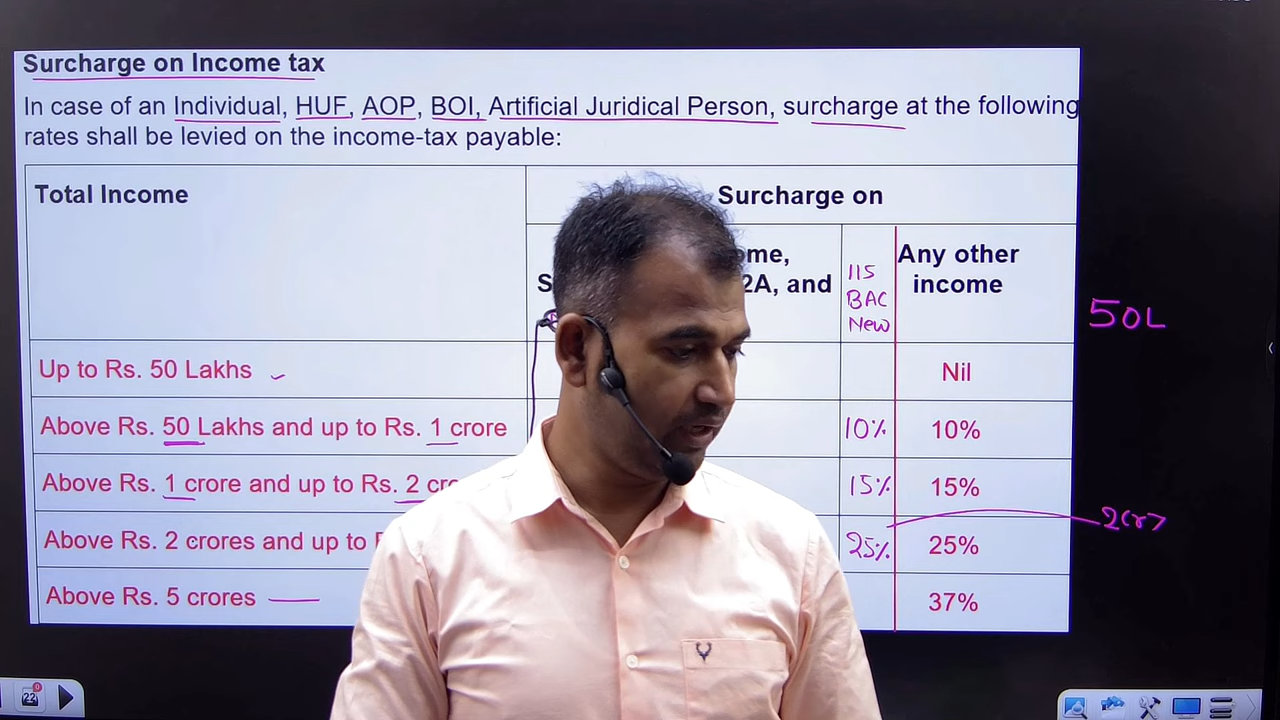 Surcharge on Income tax
In case of an Individual, HUF, AOP, BOI, Artificial Juridical Person, surcharge at the following
rates shall be levied on the income-tax payable:
Total Income
Surcharge on
2A, and
115
BAC
New
Any other
income
50L
Up to Rs. 50 Lakhs
Nil
Above Rs. 50 Lakhs and up to Rs. 1 crore
10%
10%
Above Rs. 1 crore and up to Rs. 2
15%
15%
Above Rs. 2 crores and up to
25%
25%
Above Rs. 5 crores
37%
22